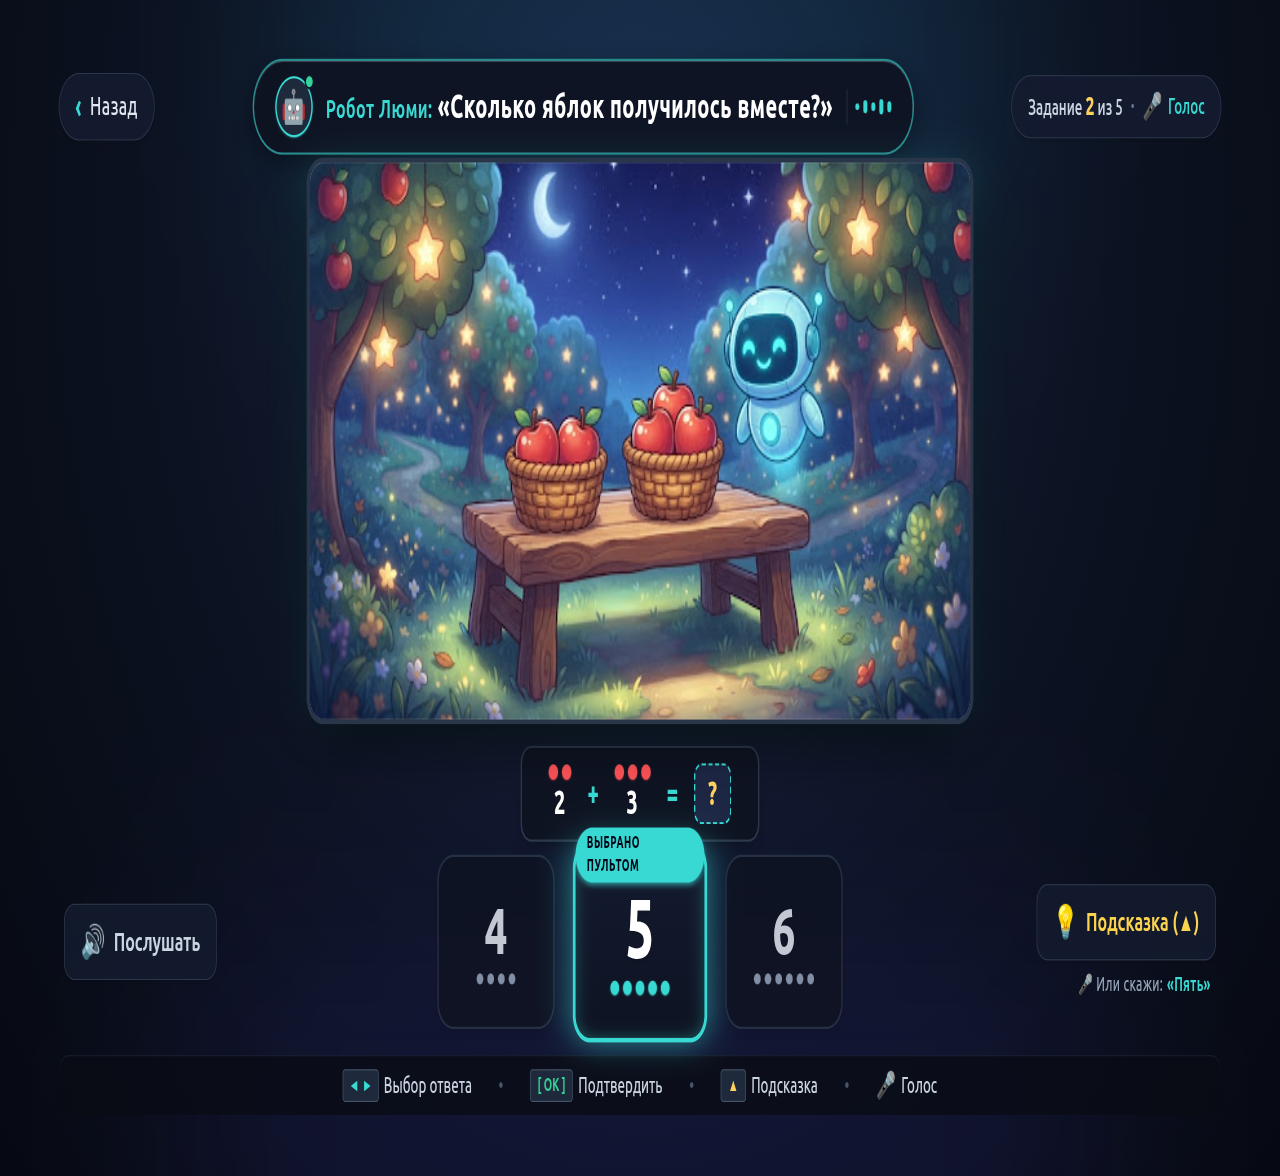 ‹ Назад
Робот Люми: «Сколько яблок получилось вместе?»
Задание 2 из 5 • Голос
2 + 3 = ?
ВЫБРАНО
ПУЛЬТОМ
4
5
6
Послушать
Подсказка (▲)
Или скажи: «Пять»
◄ ► Выбор ответа • [OK] Подтвердить • ▲ Подсказка • Голос